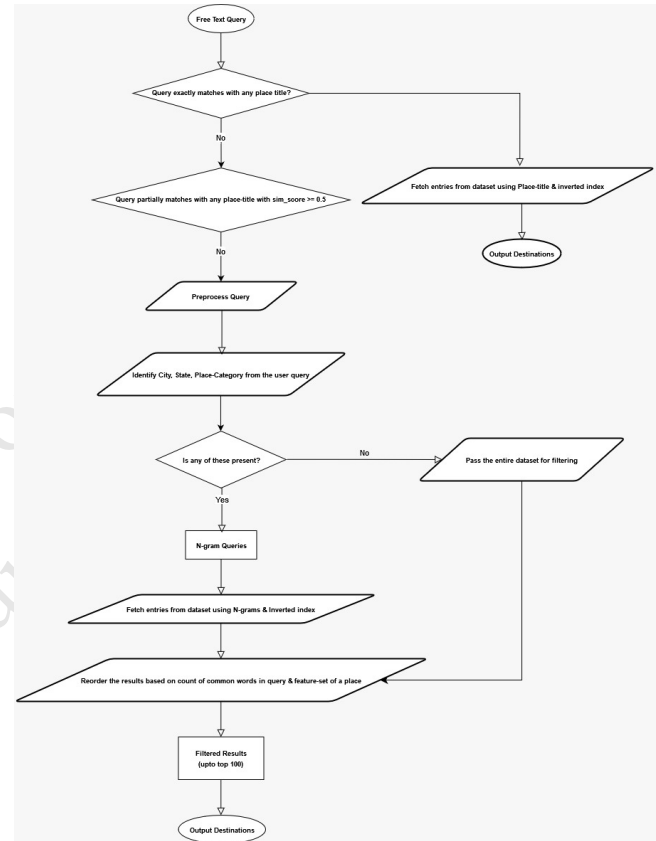 Free Text Query
Query exactly matches with any place title?
No
Query partially matches with any place-title with sim_score >= 0.5
Fetch entries from dataset using Place-title & inverted index
No
Output Destinations
Preprocess Query
Identify City, State, Place-Category from the user query
Is any of these present?
No
Pass the entire dataset for filtering
Yes
N-gram Queries
Fetch entries from dataset using N-grams & Inverted index
Reorder the results based on count of common words in query & feature-set of a place
Filtered Results
(upto top 100)
Output Destinations